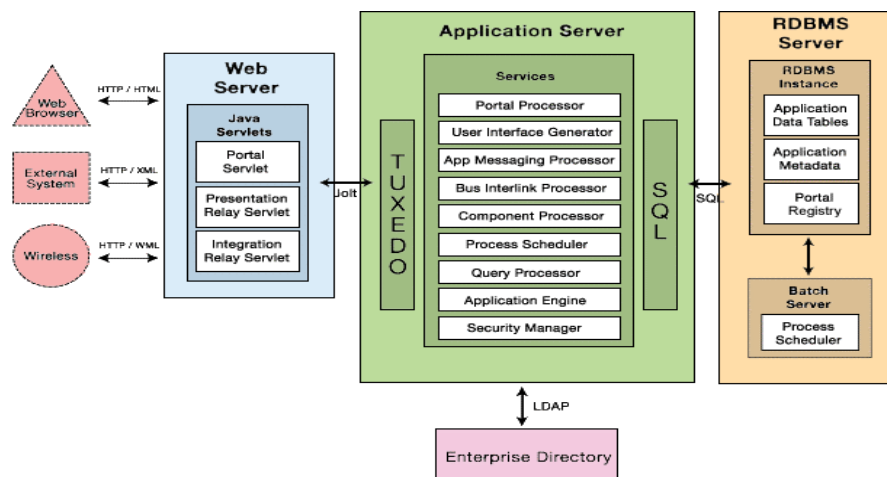 Web
Browser
External
System
Wireless
HTTP / HTML
HTTP / XML
HTTP / WML
Web
Server
Java
Servlets
Portal
Servlet
Presentation
Relay Servlet
Integration
Relay Servlet
Jolt
Application Server
TUXEDO
Services
Portal Processor
User Interface Generator
App Messaging Processor
Bus Interlink Processor
Component Processor
Process Scheduler
Query Processor
Application Engine
Security Manager
SQL
SQL
RDBMS
Server
RDBMS
Instance
Application
Data Tables
Application
Metadata
Portal
Registry
Batch
Server
Process
Scheduler
LDAP
Enterprise Directory